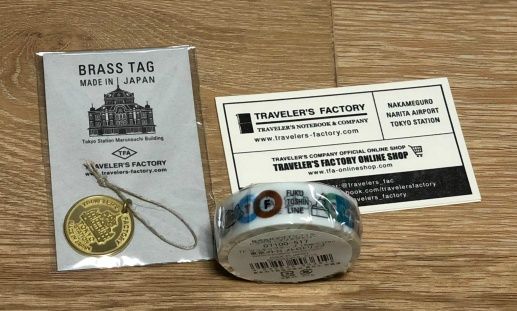 BRASS TAG
MADE IN JAPAN
Tokyo Station Marunouchi Building
TFA
TRAVELER'S FACTORY
www.travelers-factory.com
TRAVELER'S FACTORY
TRAVELER'S NOTEBOOK & COMPANY
www.travelers-factory.com
NAKAMEGURO
NARITA AIRPORT
TOKYO STATION
TRAVELER'S COMPANY OFFICIAL ONLINE SHOP
TRAVELER'S FACTORY ONLINE SHOP
www.tfa-onlineshop.com
@travelers_fac
facebook.com/travelersfactory
F
FUKU
TOSHIN
LINE
07100-517